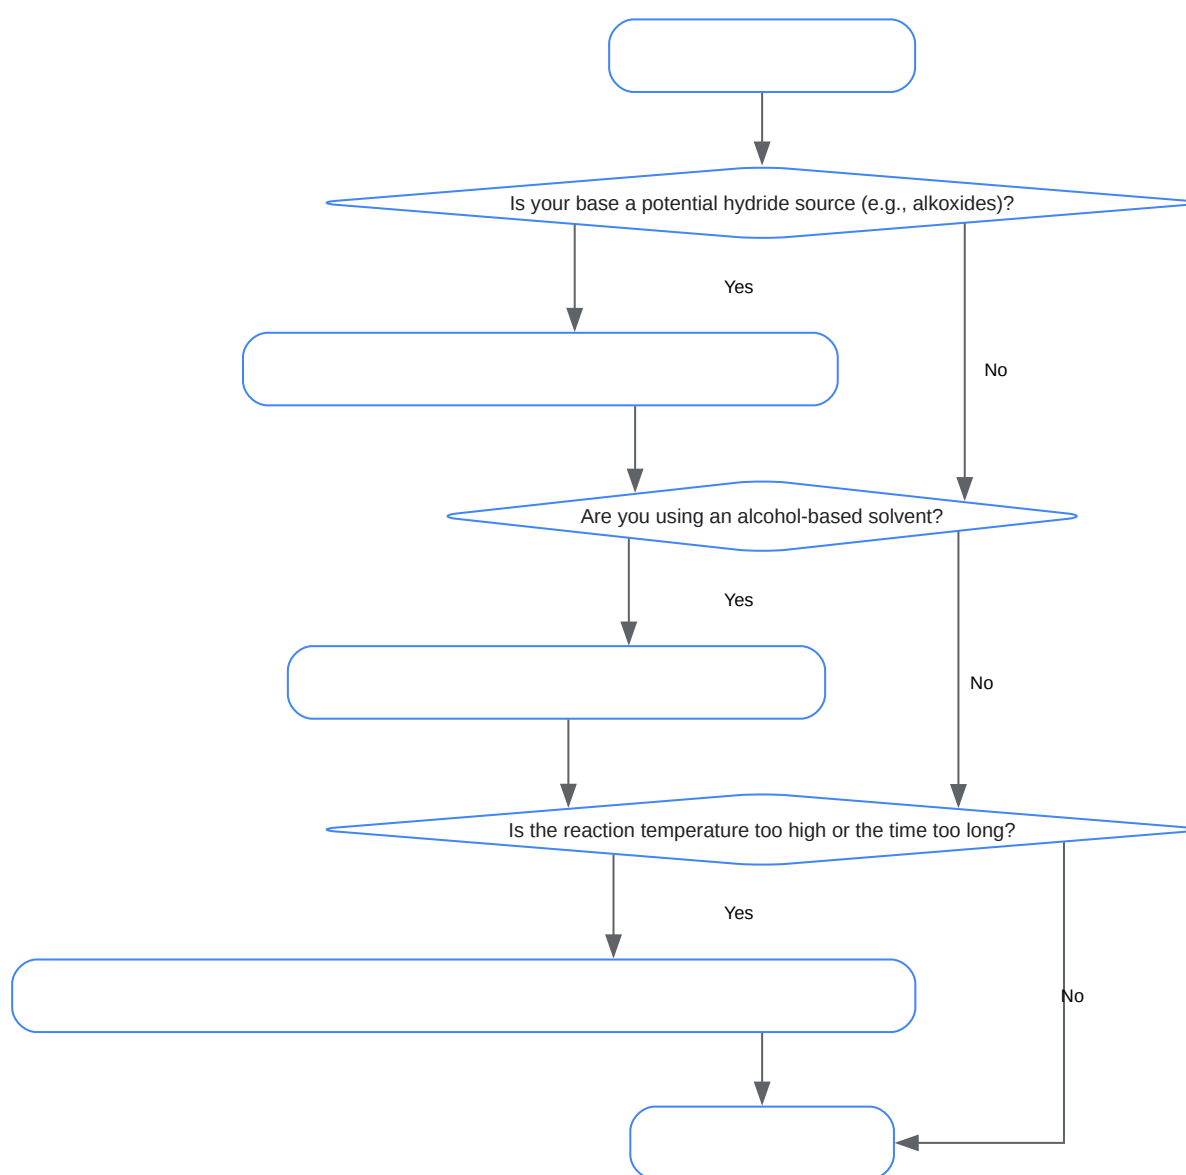 Is your base a potential hydride source (e.g., alkoxides)?
Yes
No
Are you using an alcohol-based solvent?
Yes
No
Is the reaction temperature too high or the time too long?
Yes
No